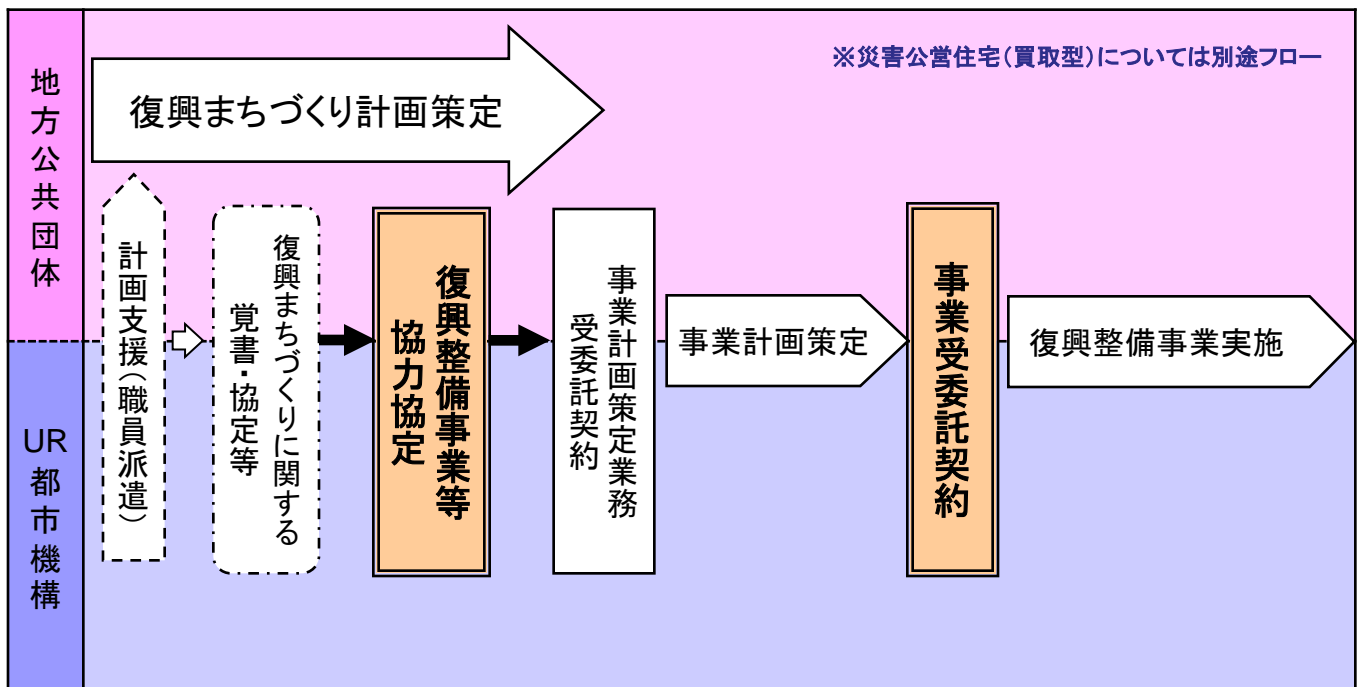 ※災害公営住宅(買取型)については別途フロー
地方公共団体
復興まちづくり計画策定
計画支援(職員派遣)
復興まちづくりに関する
覚書・協定等
復興整備事業等
協力協定
事業計画策定業務
受委託契約
事業計画策定
事業受委託契約
復興整備事業実施
UR
都市機構